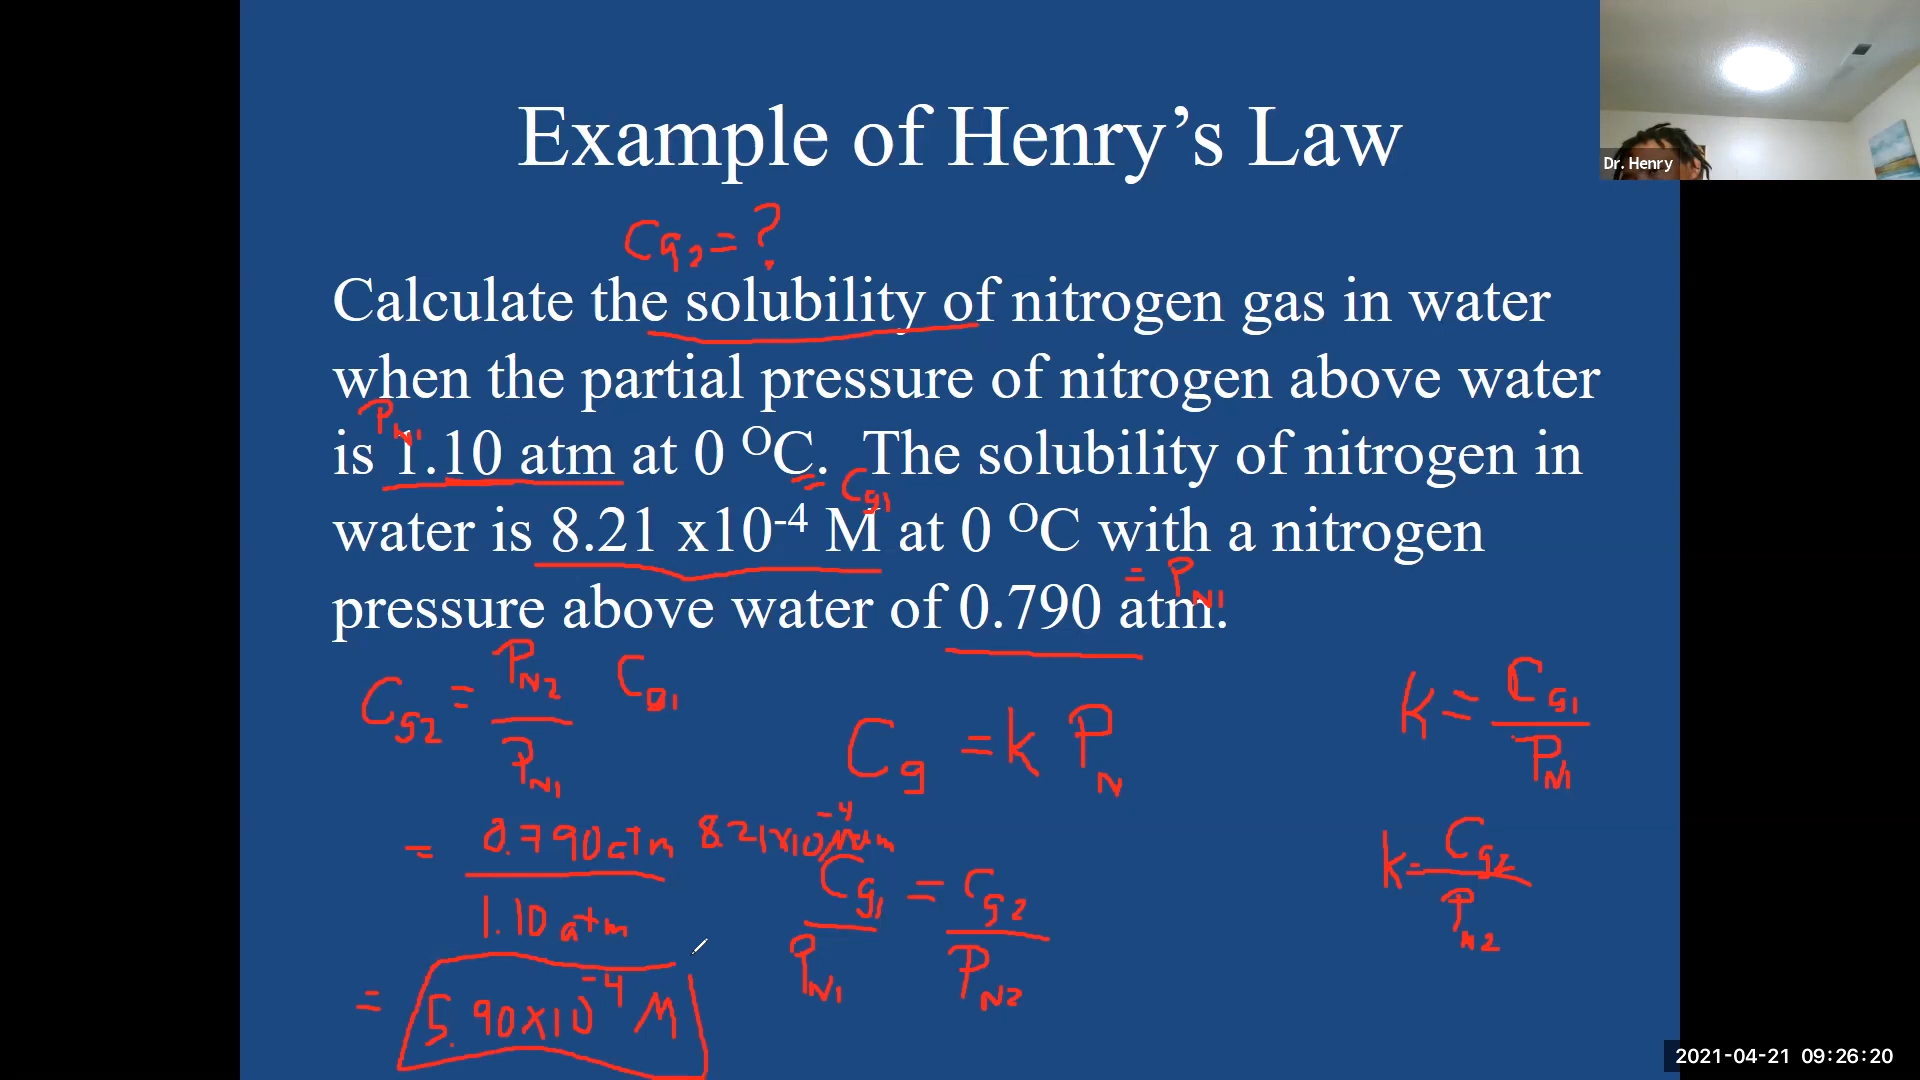 Example of Henry’s Law
Dr. Henry
Cg2 = ?
Calculate the solubility of nitrogen gas in water
when the partial pressure of nitrogen above water
PN1
is 1.10 atm at 0 ᴼC. The solubility of nitrogen in
= Cg1
water is 8.21 x10⁻⁴ M at 0 ᴼC with a nitrogen
= PN1
pressure above water of 0.790 atm.
Cg2 = PN2 / PN1 Cg1
Cg = k PN
k = Cg1 / PN1
= 0.790 atm / 1.10 atm 8.21x10⁻⁴
k = Cg2 / PN2
Cg1 / PN1 = Cg2 / PN2
= 5.90x10⁻⁴ M
2021-04-21 09:26:20